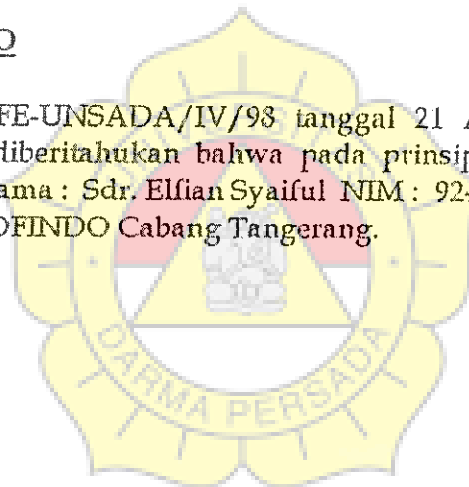 O
FE-UNSADA/IV/98 tanggal 21 A
diberitahukan bahwa pada prinsip
ama : Sdr. Elfian Syaiful NIM : 924
OFINDO Cabang Tangerang.
DARMA PERSADA